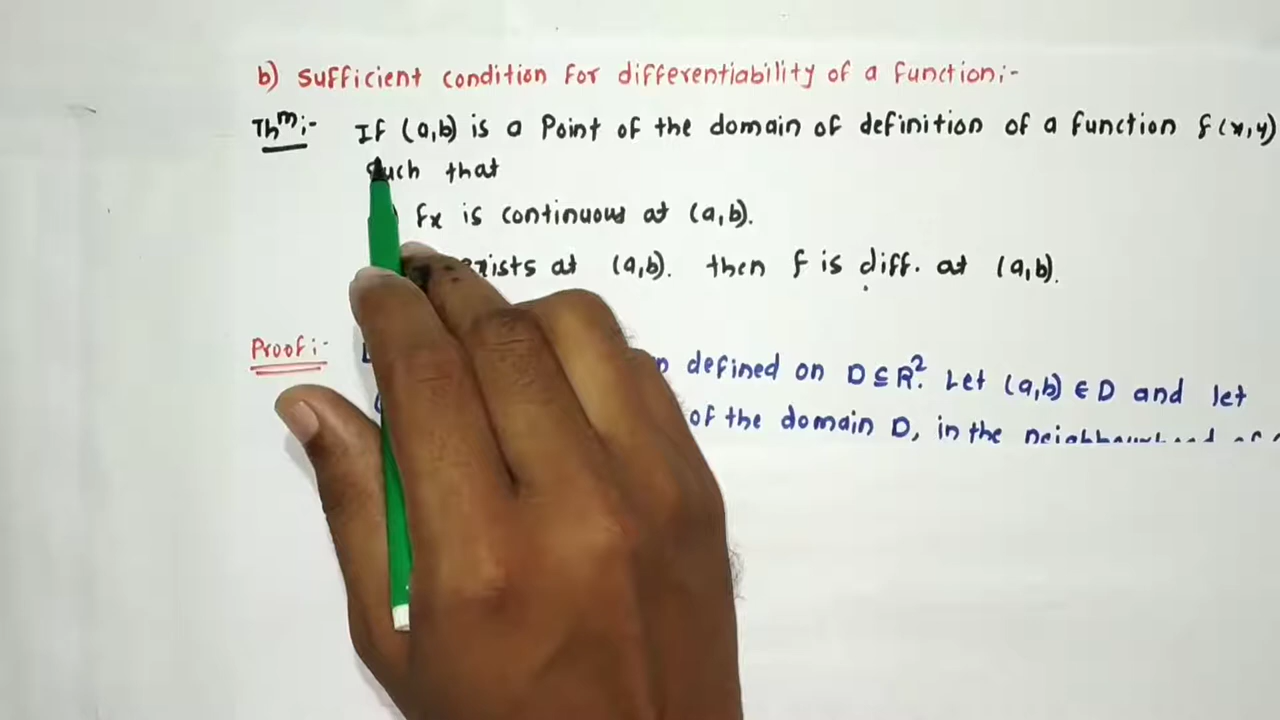 b) Sufficient condition for differentiability of a function:-
Thm:- If (a,b) is a Point of the domain of definition of a function f(x,y)
such that
fx is continuous at (a,b).
exists at (a,b). then f is diff. at (a,b).
Proof:- defined on D⊆R². Let (a,b) ∈ D and let
of the domain D, in the